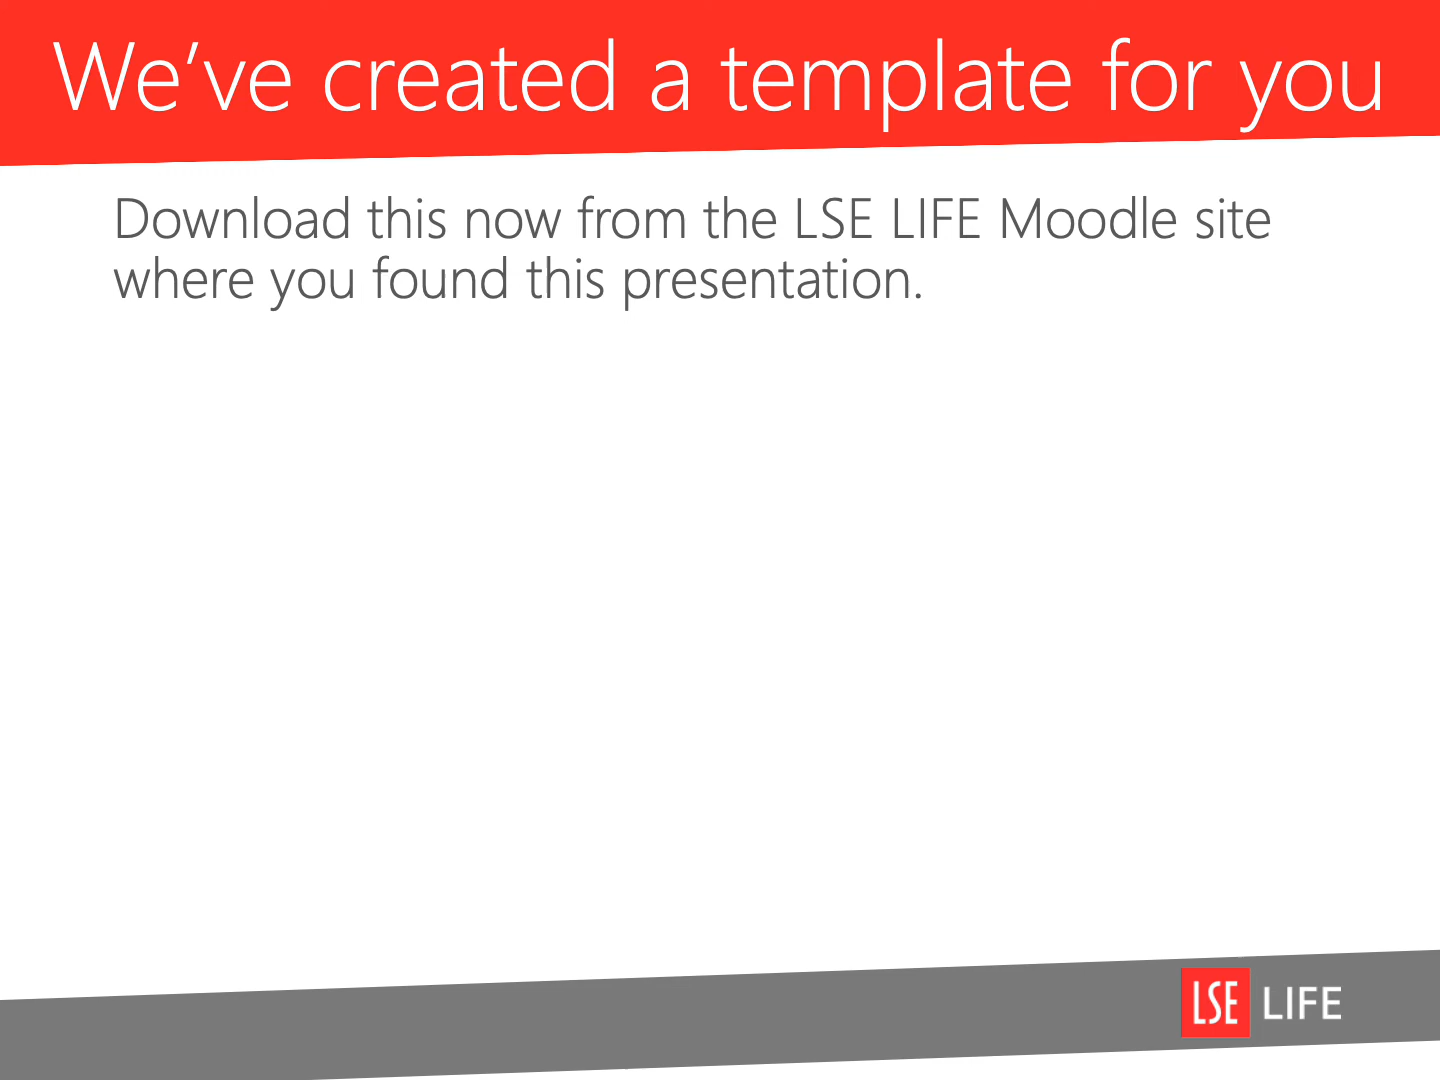 We’ve created a template for you
Download this now from the LSE LIFE Moodle site
where you found this presentation.
LSE LIFE